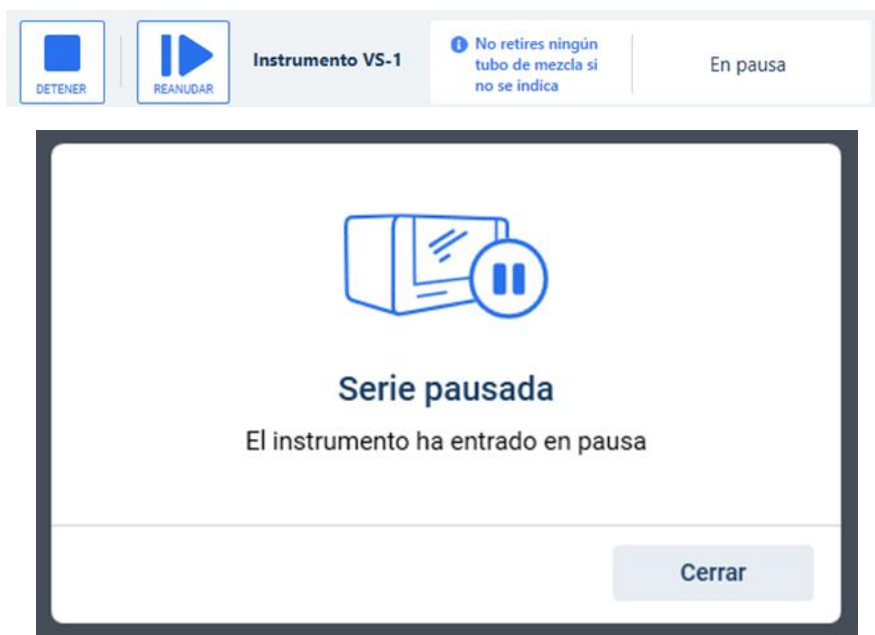 DETENER
REANUDAR
Instrumento VS-1
No retires ningún
tubo de mezcla si
no se indica
En pausa
Serie pausada
El instrumento ha entrado en pausa
Cerrar